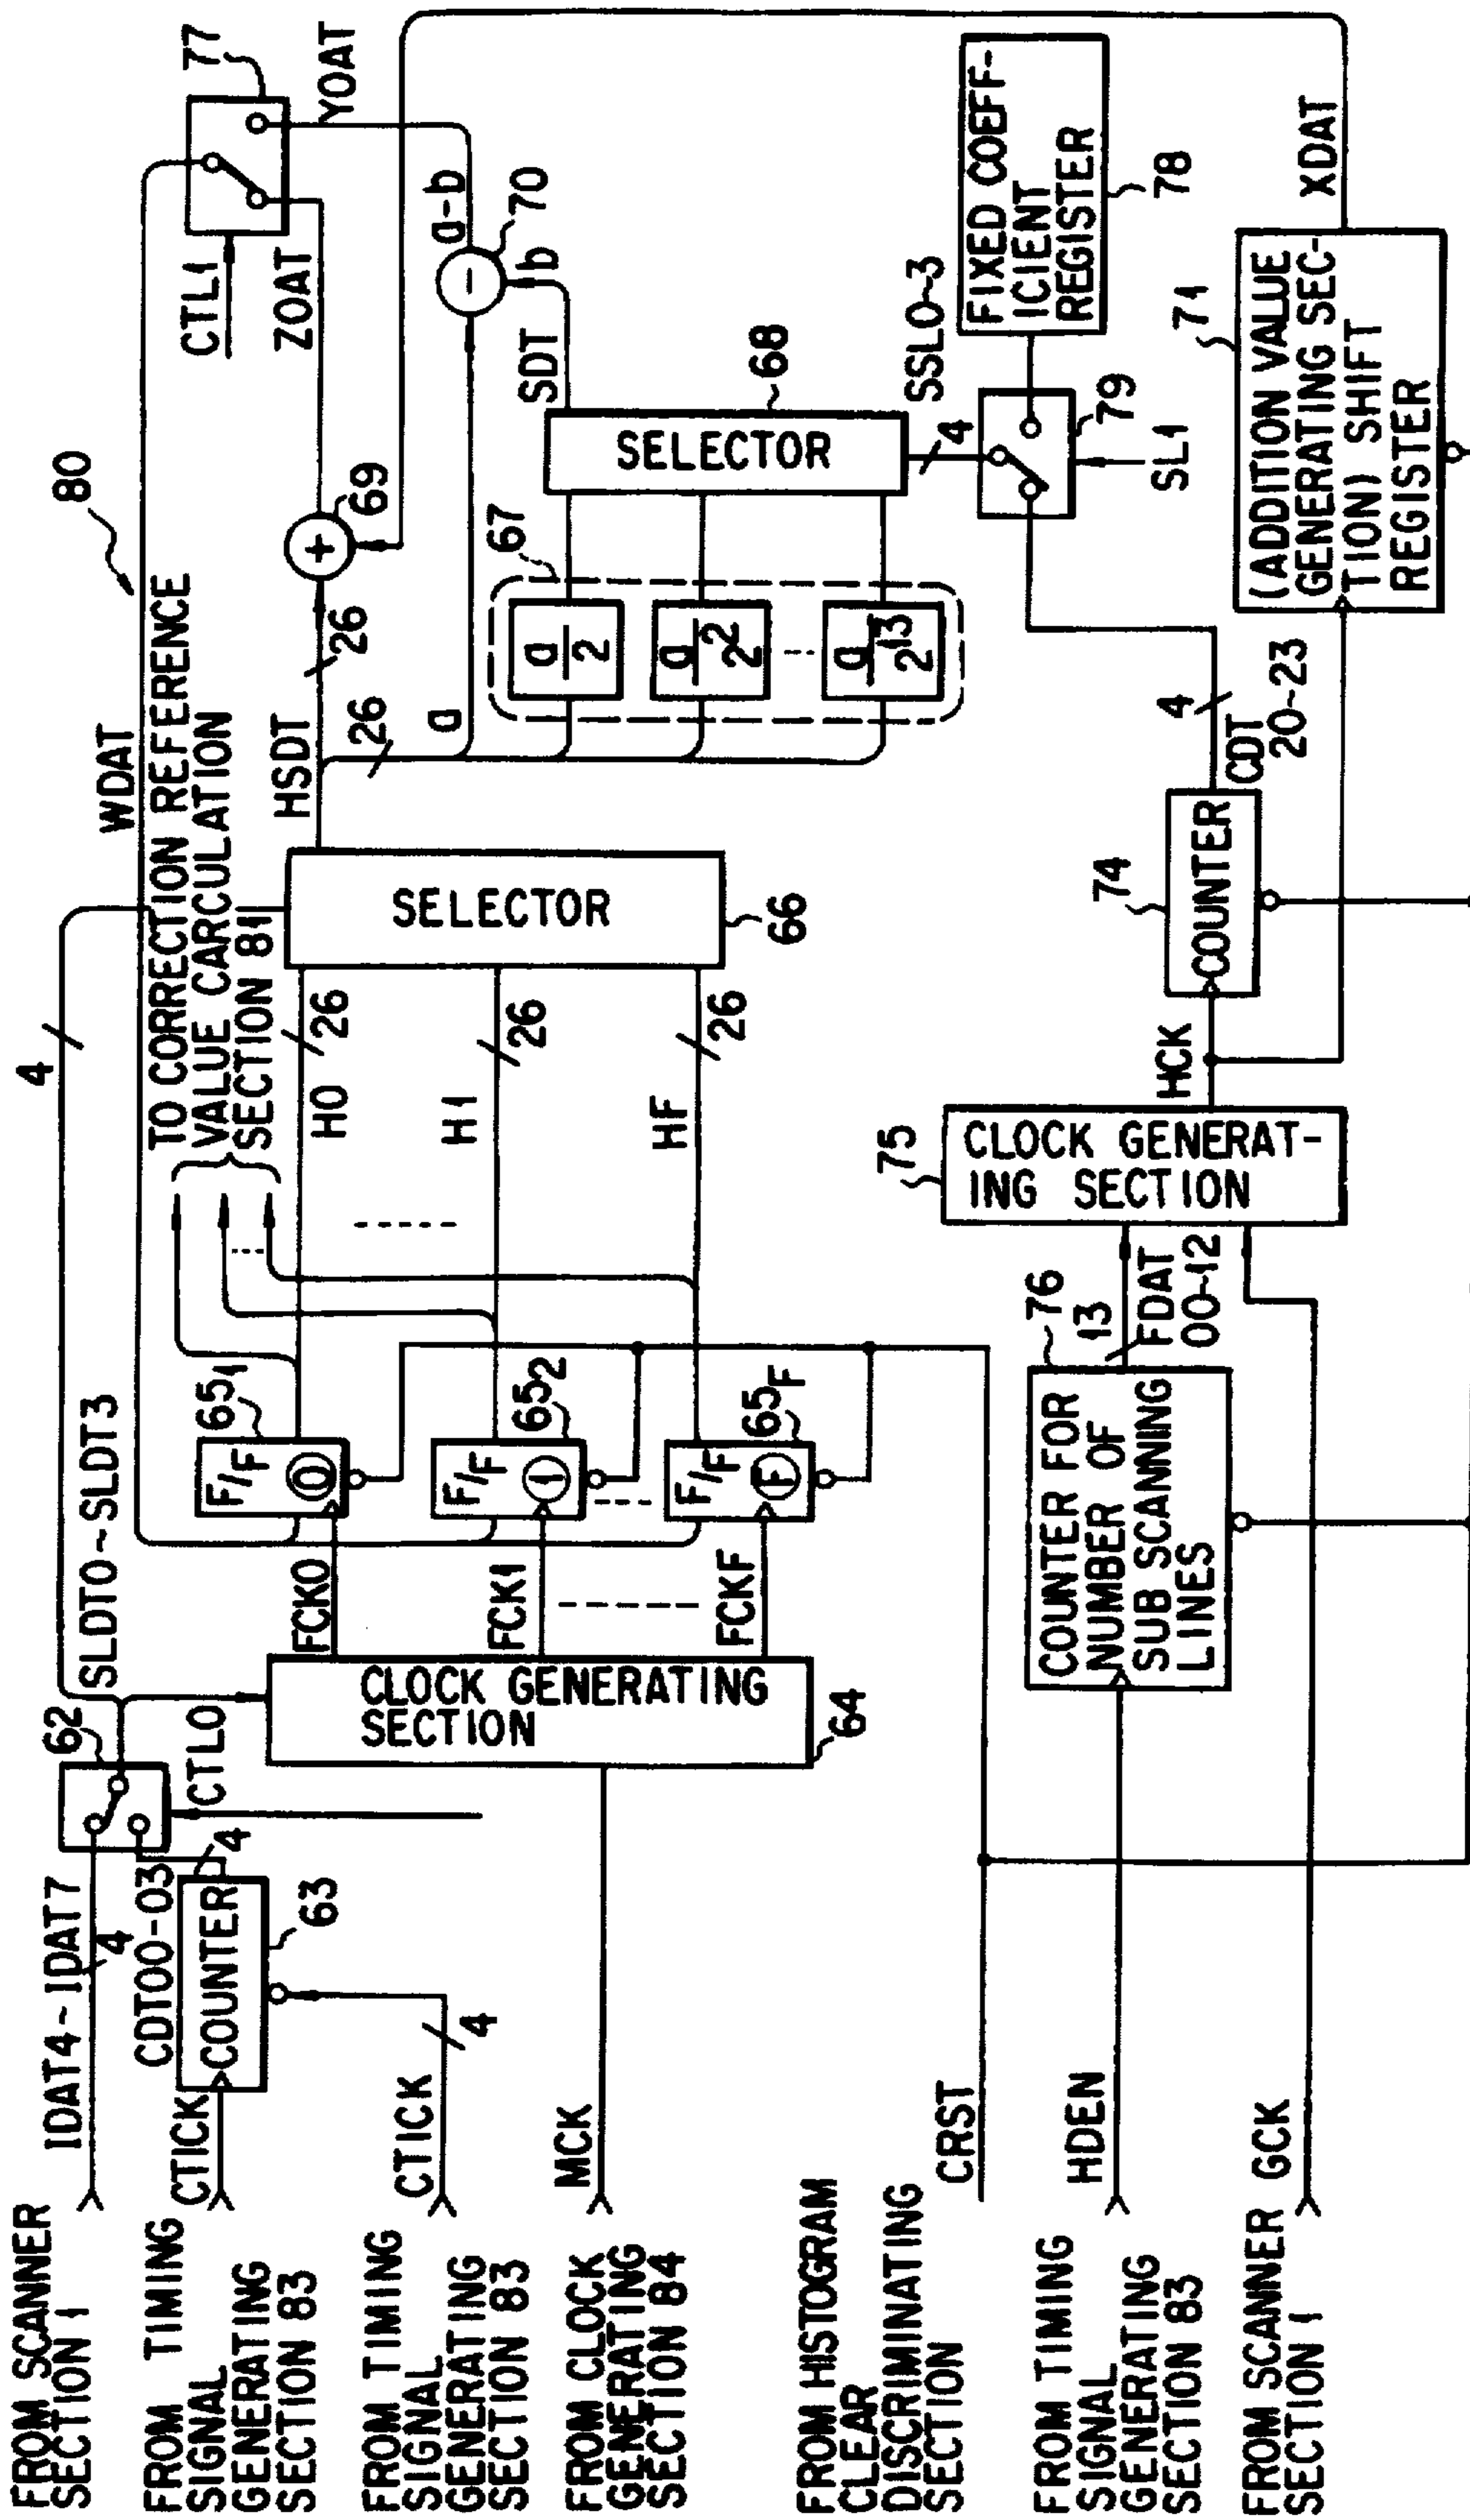 FROM SCANNER
SECTION 1
IDAT4~IDAT7
4
FROM TIMING
SIGNAL
GENERATING
SECTION 83
CTICK
CDT00-03
COUNTER
63
4
FROM TIMING
SIGNAL
GENERATING
SECTION 83
CTICK
4
FROM CLOCK
GENERATING
SECTION 84
MCK
FROM HISTOGRAM
CLEAR
DISCRIMINATING
SECTION
CRST
FROM TIMING
SIGNAL
GENERATING
SECTION 83
HDEN
FROM SCANNER
SECTION 1
GCK
62
CTL0
SLDT0~SLDT3
4
CLOCK GENERATING
SECTION
64
FCK0
FCK1
FCKF
F/F
0
65₁
F/F
1
65₂
F/F
F
65F
WDAT
TO CORRECTION REFERENCE
VALUE CARCULATION
SECTION 81
H0
26
H1
26
HF
26
SELECTOR
66
HSDT
26
26
a
80
+
69
67
a/2
a/2²
a/2¹³
SELECTOR
68
SDT
b
-
70
a-b
CTL1
ZOAT
77
YOAT
SSL0~3
4
79
SL1
FIXED COEFF-
ICIENT
REGISTER
78
COUNTER FOR
NUMBER OF
SUB SCANNING
LINES
76
13
FDAT
00-12
75
CLOCK GENERAT-
ING SECTION
HCK
74
COUNTER
CDT
20~23
4
71
(ADDITION VALUE
GENERATING SEC-
TION) SHIFT
REGISTER
XDAT